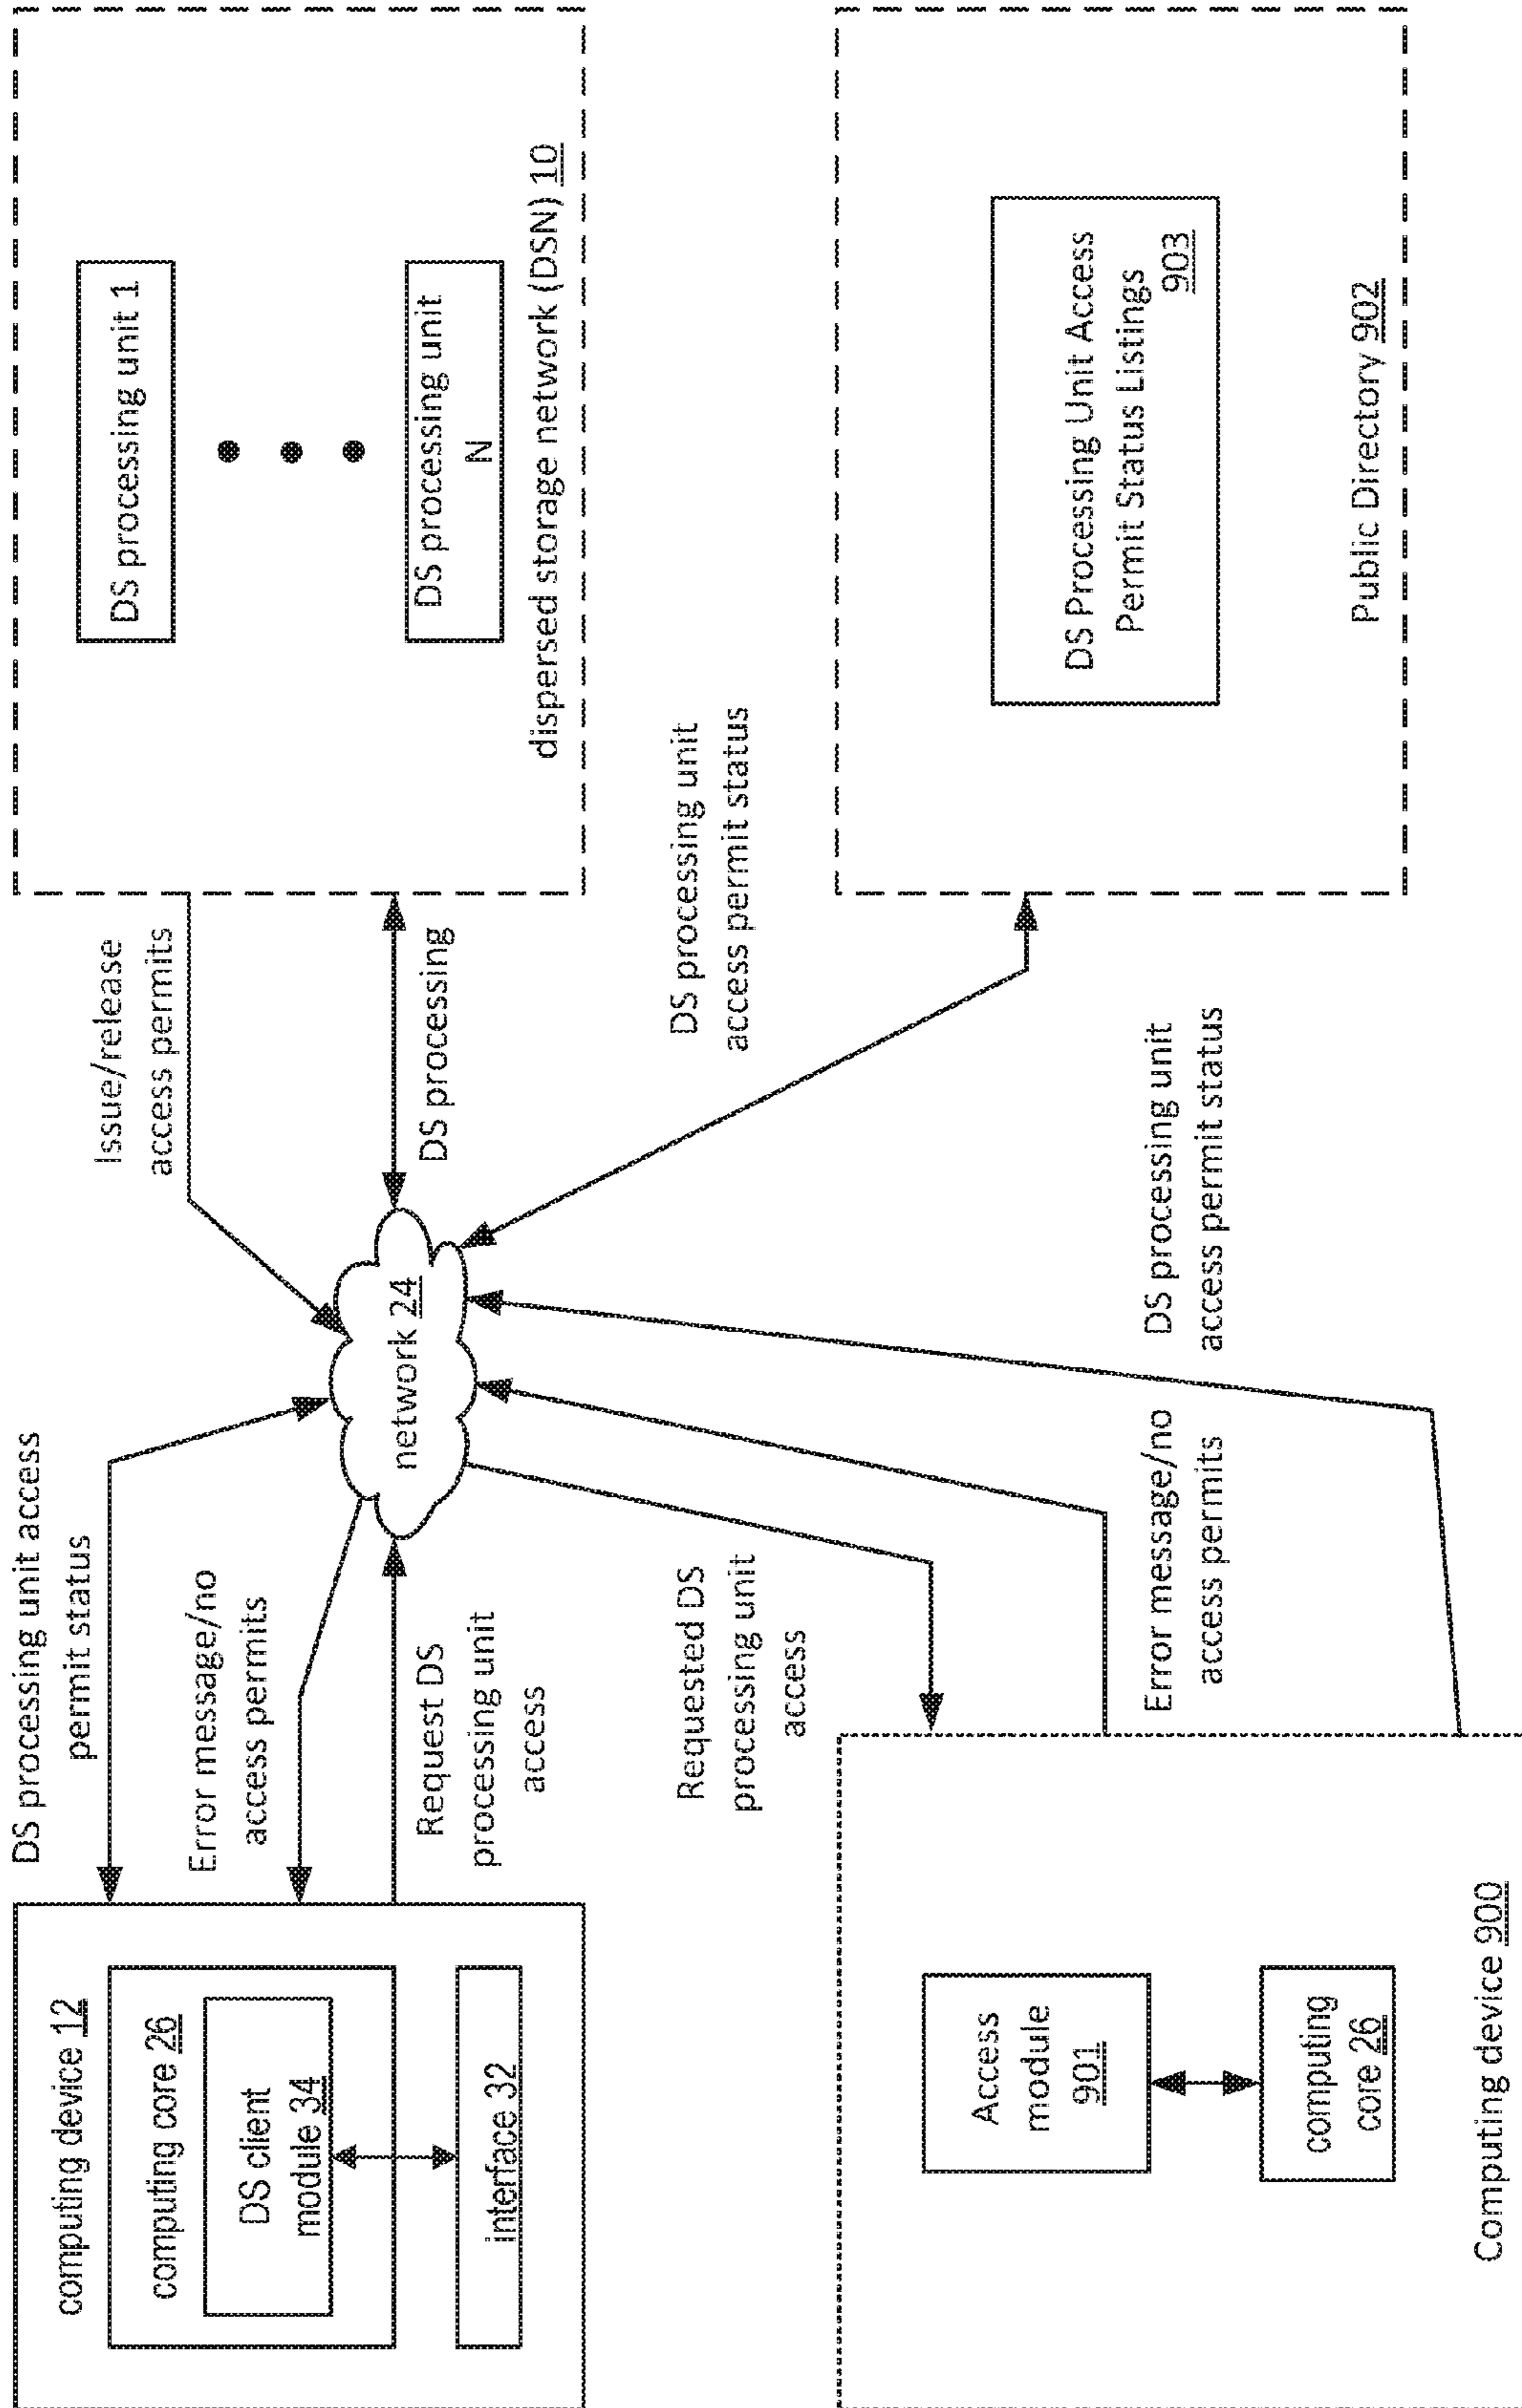 computing device 12
computing core 26
DS client
module 34
interface 32
DS processing unit access
permit status
Error message/no
access permits
Request DS
processing unit
access
network 24
Issue/release
access permits
DS processing
DS processing unit 1
DS processing unit
N
dispersed storage network (DSN) 10
DS processing unit
access permit status
Requested DS
processing unit
access
Error message/no
access permits
DS processing unit
access permit status
Access
module
901
computing
core 26
Computing device 900
DS Processing Unit Access
Permit Status Listings
903
Public Directory 902